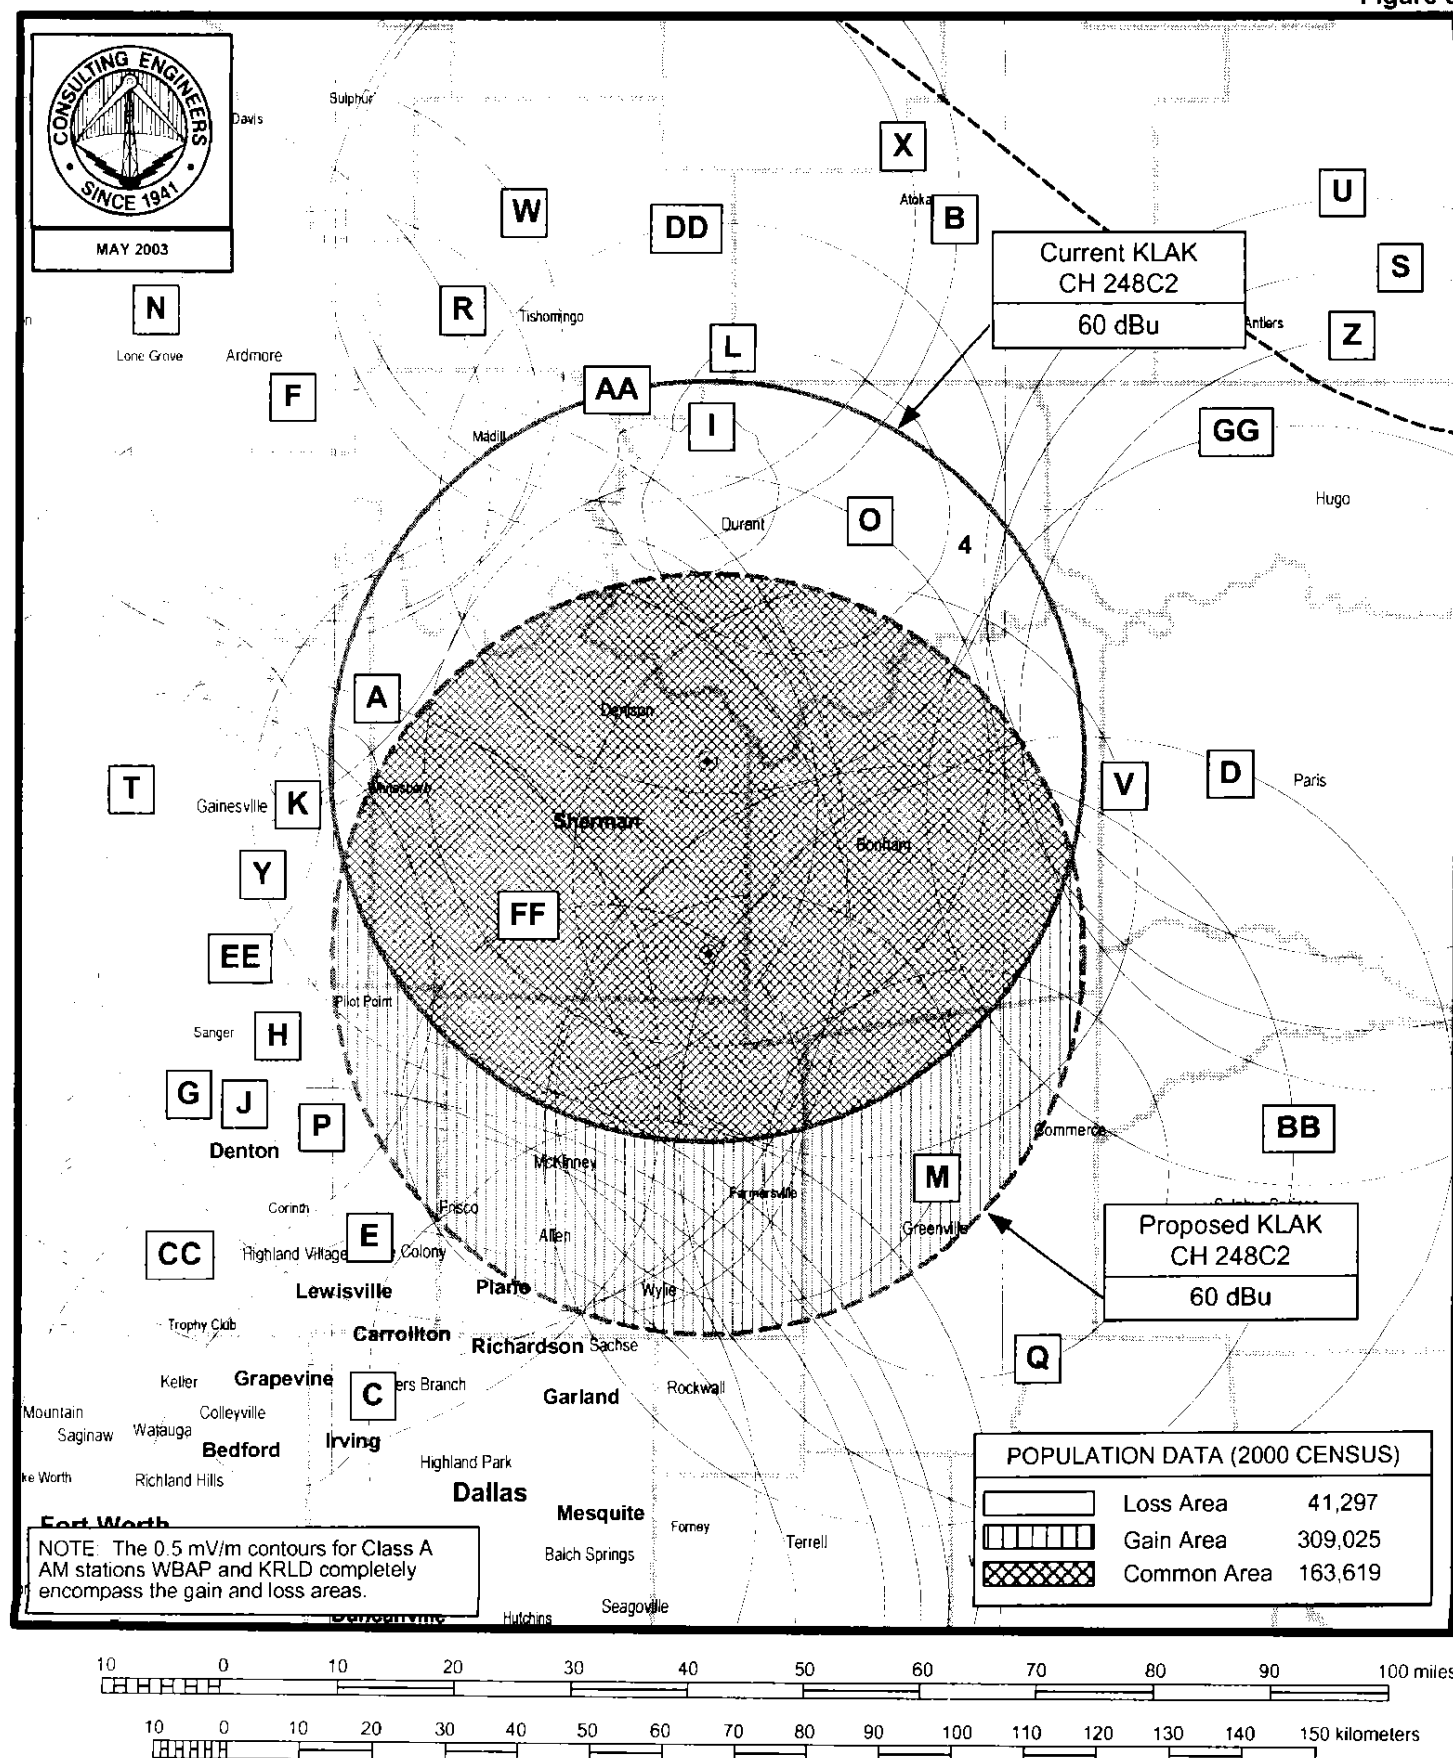 CONSULTING ENGINEERS
• SINCE 1941 •
MAY 2003
Sulphur
Davis
X
Atoka
B
U
W
DD
S
Current KLAK
CH 248C2
60 dBu
N
R
Tishomingo
L
Antlers
Z
Lone Grove
Ardmore
F
AA
I
GG
Madill
Hugo
Durant
O
4
A
Denison
T
Gainesville
K
Sherman
V
D
Paris
Bonham
Y
FF
EE
Pilot Point
Sanger
H
G
J
P
Denton
Commerce
BB
McKinney
M
Farmersville
Corinth
Frisco
Allen
Greenville
E
CC
Highland Village
Colony
Proposed KLAK
CH 248C2
60 dBu
Lewisville
Plano
Wylie
Trophy Club
Carrollton
Richardson
Sachse
Q
Keller
Grapevine
C
ers Branch
Garland
Rockwall
Mountain
Colleyville
Saginaw
Watauga
Bedford
Irving
Highland Park
ke Worth
Richland Hills
Dallas
Mesquite
Fort Worth
Forney
Terrell
Balch Springs
Seagoville
Duncanville
Hutchins
NOTE: The 0.5 mV/m contours for Class A
AM stations WBAP and KRLD completely
encompass the gain and loss areas.
POPULATION DATA (2000 CENSUS)
Loss Area 41,297
Gain Area 309,025
Common Area 163,619
10 0 10 20 30 40 50 60 70 80 90 100 miles
10 0 10 20 30 40 50 60 70 80 90 100 110 120 130 140 150 kilometers